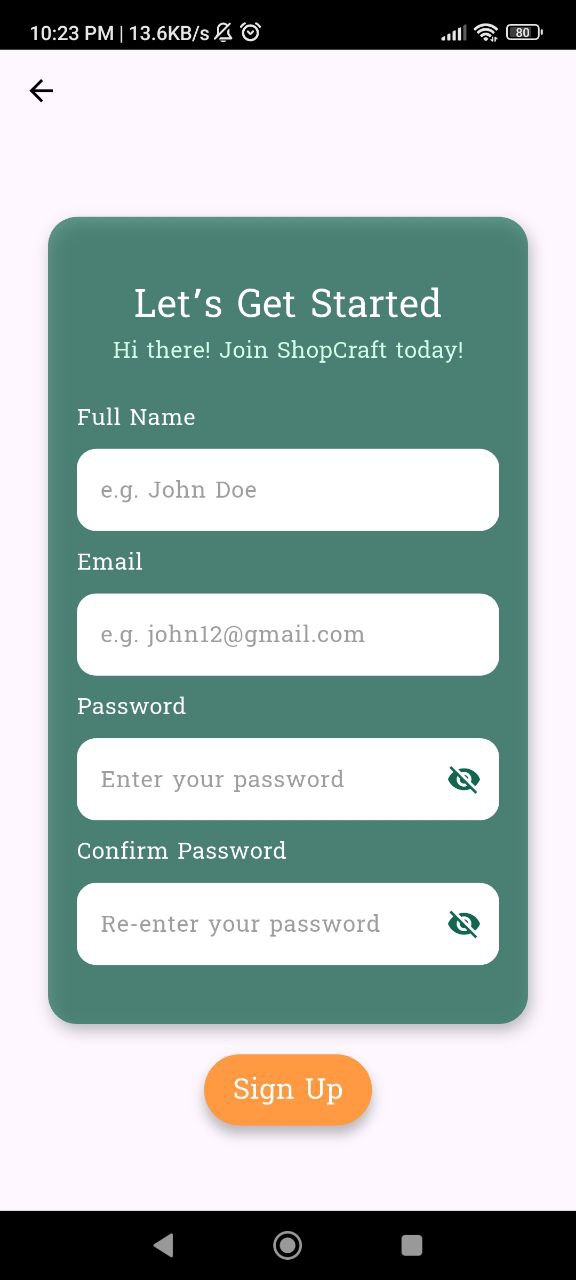 10:23 PM | 13.6KB/s
80
Let's Get Started
Hi there! Join ShopCraft today!
Full Name
e.g. John Doe
Email
e.g. john12@gmail.com
Password
Enter your password
Confirm Password
Re-enter your password
Sign Up